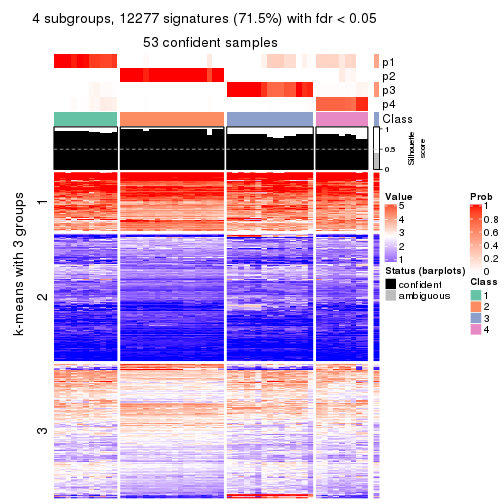 4 subgroups, 12277 signatures (71.5%) with fdr < 0.05
53 confident samples
p1
p2
p3
p4
Class
1
0.5
0
Silhouette
score
k-means with 3 groups
1
2
3
Value
5
4
3
2
1
Status (barplots)
confident
ambiguous
Prob
1
0.8
0.6
0.4
0.2
0
Class
1
2
3
4